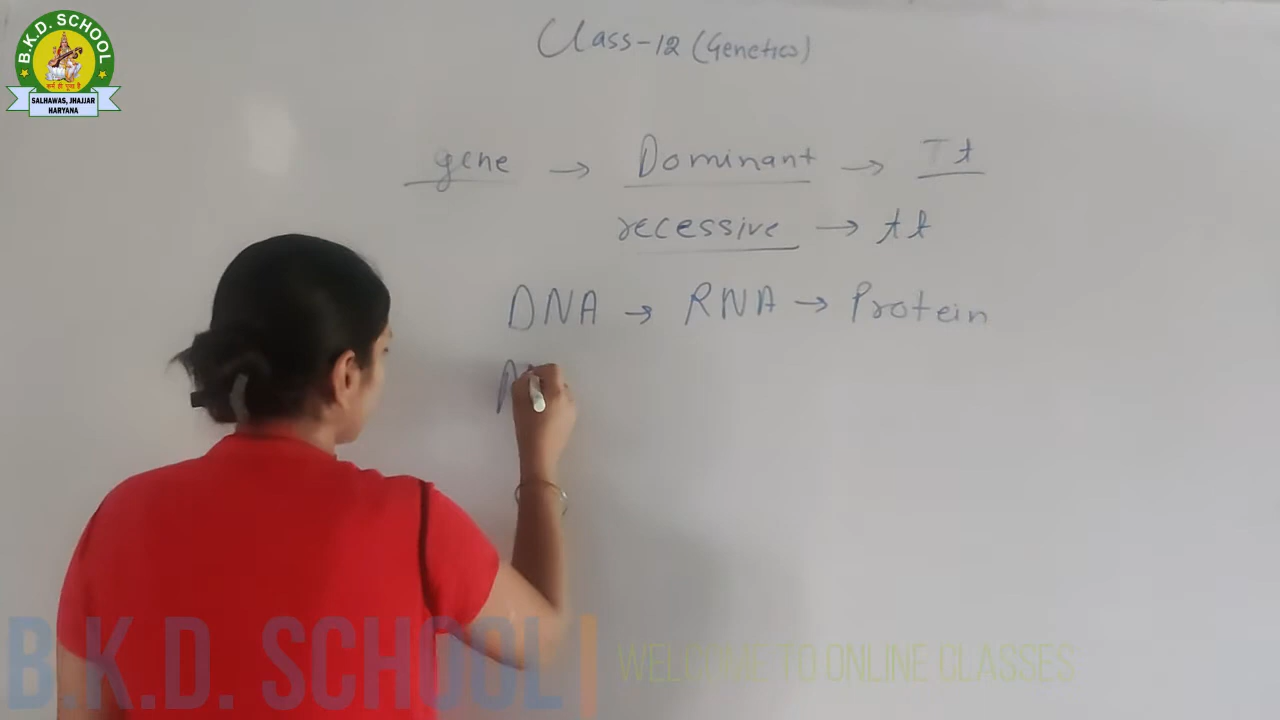 B.K.D. SCHOOL
SALHAWAS, JHAJJAR
HARYANA
Class-12 (Genetics)
gene → Dominant → Tt
recessive → tt
DNA → RNA → Protein
B.K.D. SCHOOL | WELCOME TO ONLINE CLASSES